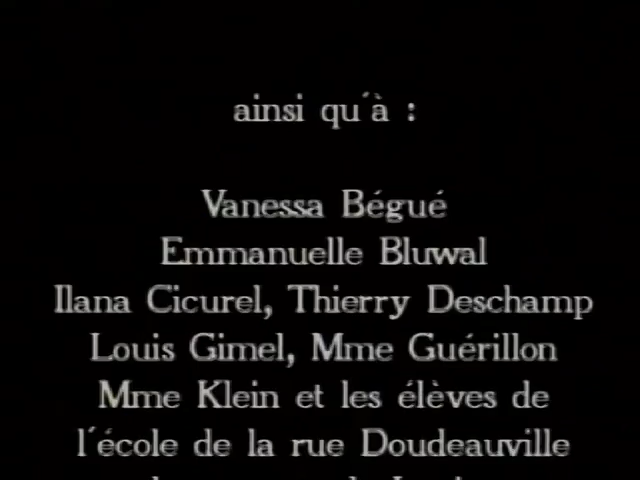 ainsi qu'à :
Vanessa Bégué
Emmanuelle Bluwal
Ilana Cicurel, Thierry Deschamp
Louis Gimel, Mme Guérillon
Mme Klein et les élèves de
l'école de la rue Doudeauville